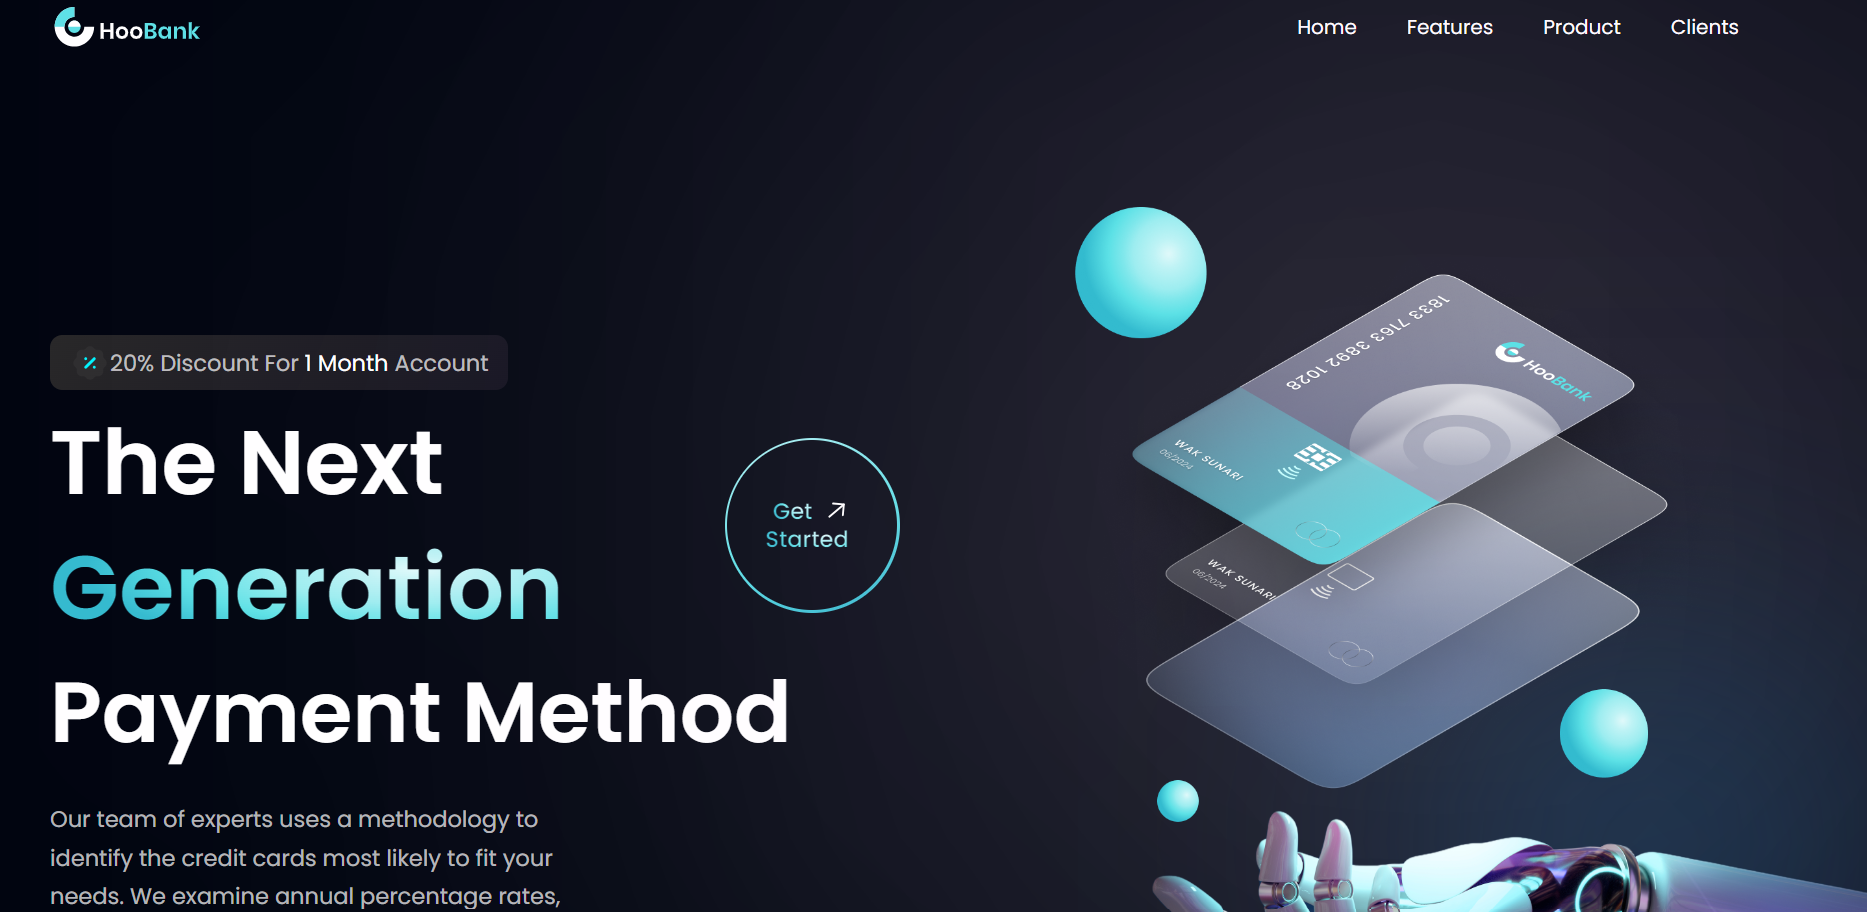 HooBank
Home Features Product Clients
20% Discount For 1 Month Account
The Next
Generation
Payment Method
Get
Started
Our team of experts uses a methodology to
identify the credit cards most likely to fit your
needs. We examine annual percentage rates,
1833 7163 3892 1028
HooBank
WAK SUNARI
06/2024
WAK SUNARI
06/2024